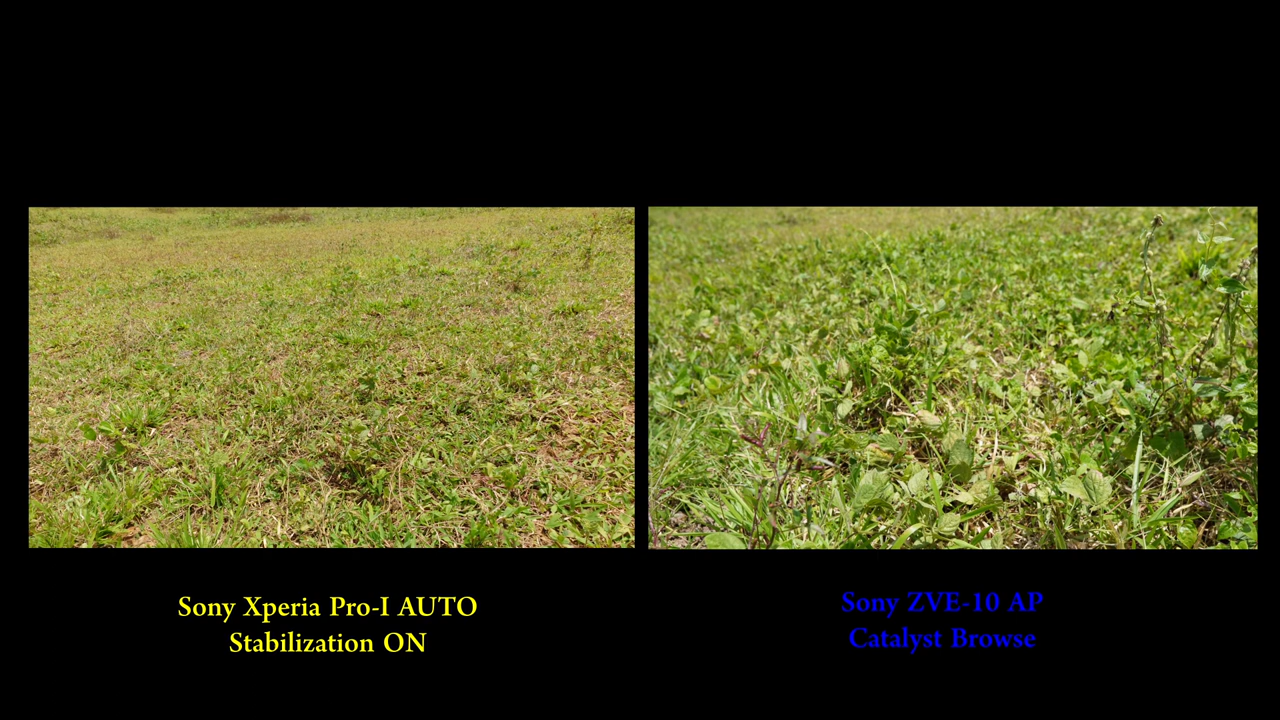 Sony Xperia Pro-I AUTO
Stabilization ON
Sony ZVE-10 AP
Catalyst Browse